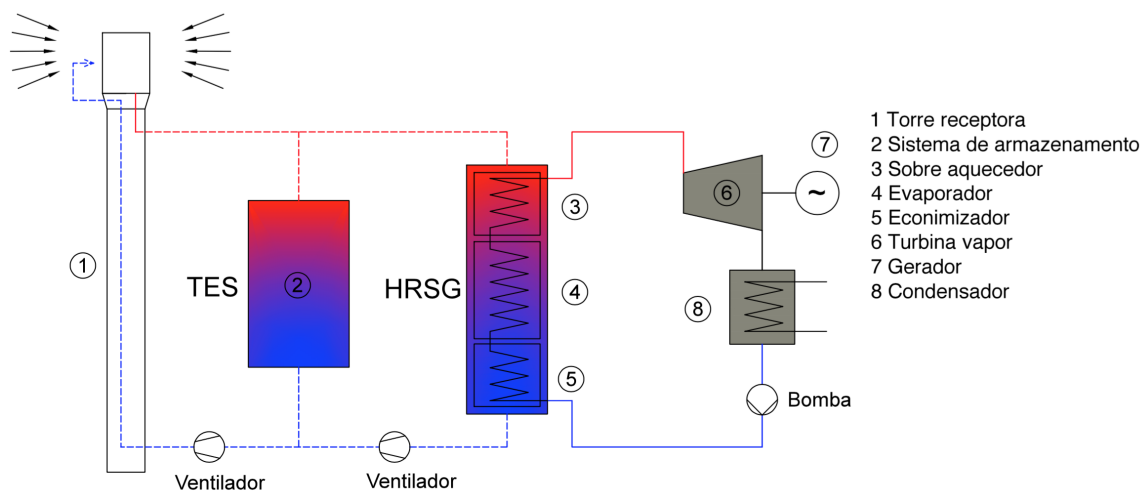 1
TES
2
HRSG
3
4
5
6
7
~
8
Bomba
Ventilador
Ventilador
1 Torre receptora
2 Sistema de armazenamento
3 Sobre aquecedor
4 Evaporador
5 Econimizador
6 Turbina vapor
7 Gerador
8 Condensador